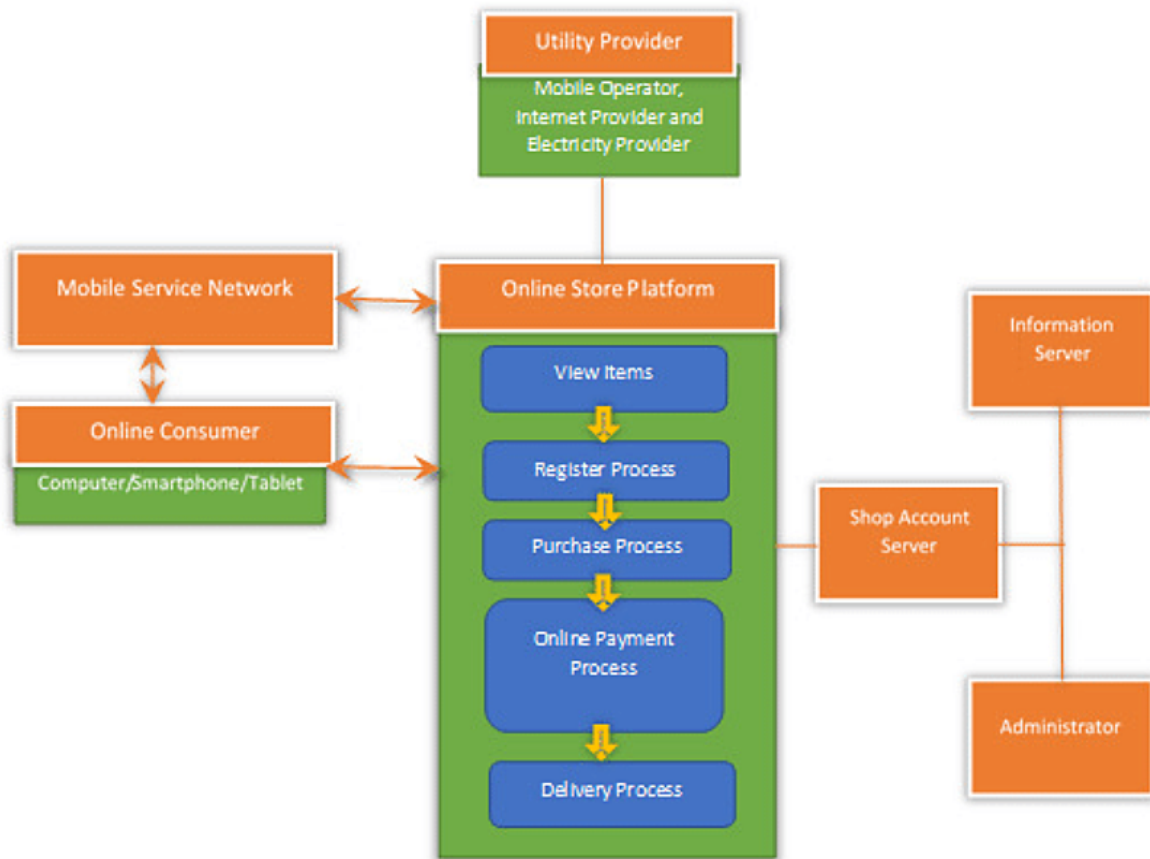 Utility Provider
Mobile Operator,
Internet Provider and
Electricity Provider
Mobile Service Network
Online Store Platform
Information
Server
View Items
Online Consumer
Computer/Smartphone/Tablet
Register Process
Shop Account
Server
Purchase Process
Online Payment
Process
Administrator
Delivery Process